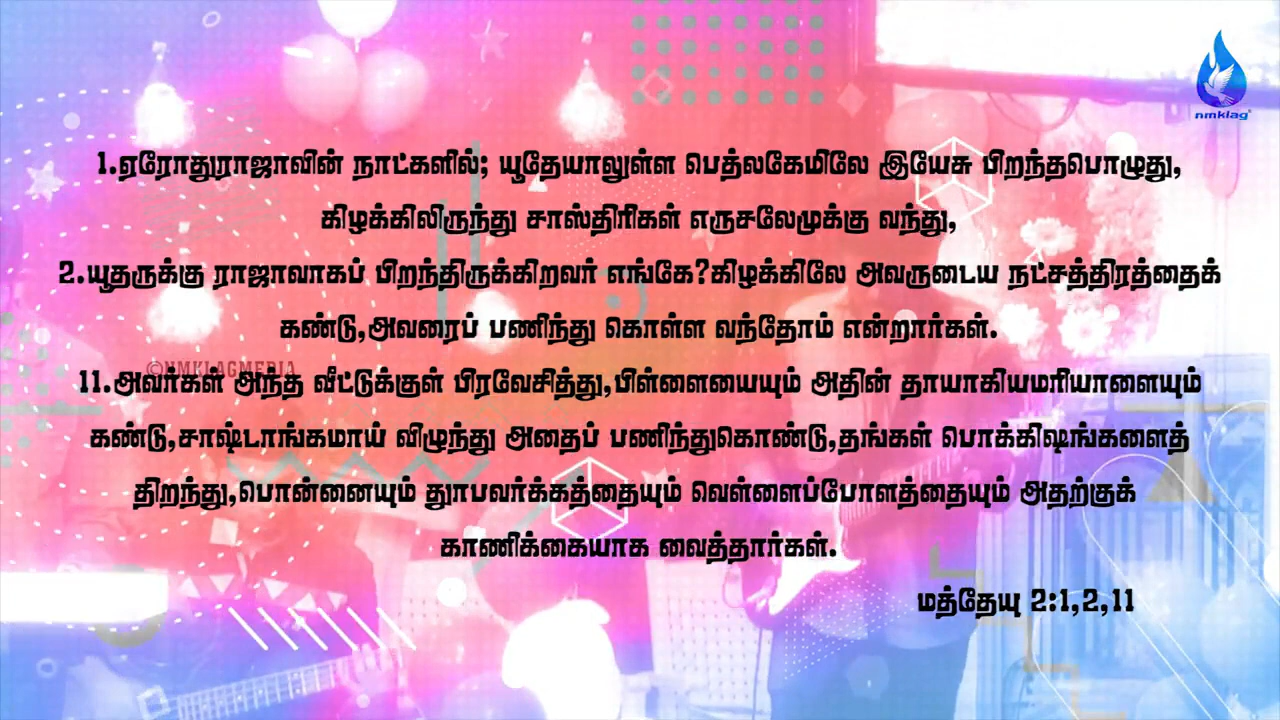 nmklag
1.ஏரோதுராஜாவின் நாட்களில்; யூதேயாலுள்ள பெத்லகேமிலே இயேசு பிறந்தபொழுது,
கிழக்கிலிருந்து சாஸ்திரிகள் எருசலேமுக்கு வந்து,
2.யூதருக்கு ராஜாவாகப் பிறந்திருக்கிறவர் எங்கே?கிழக்கிலே அவருடைய நட்சத்திரத்தைக்
கண்டு,அவரைப் பணிந்து கொள்ள வந்தோம் என்றார்கள்.
©NMKLAGMEDIA
11.அவர்கள் அந்த வீட்டுக்குள் பிரவேசித்து,பிள்ளையையும் அதின் தாயாகியமரியாளையும்
கண்டு,சாஷ்டாங்கமாய் விழுந்து அதைப் பணிந்துகொண்டு,தங்கள் பொக்கிஷங்களைத்
திறந்து,பொன்னையும் தூபவர்க்கத்தையும் வெள்ளைப்போளத்தையும் அதற்குக்
காணிக்கையாக வைத்தார்கள்.
மத்தேயு 2:1,2,11